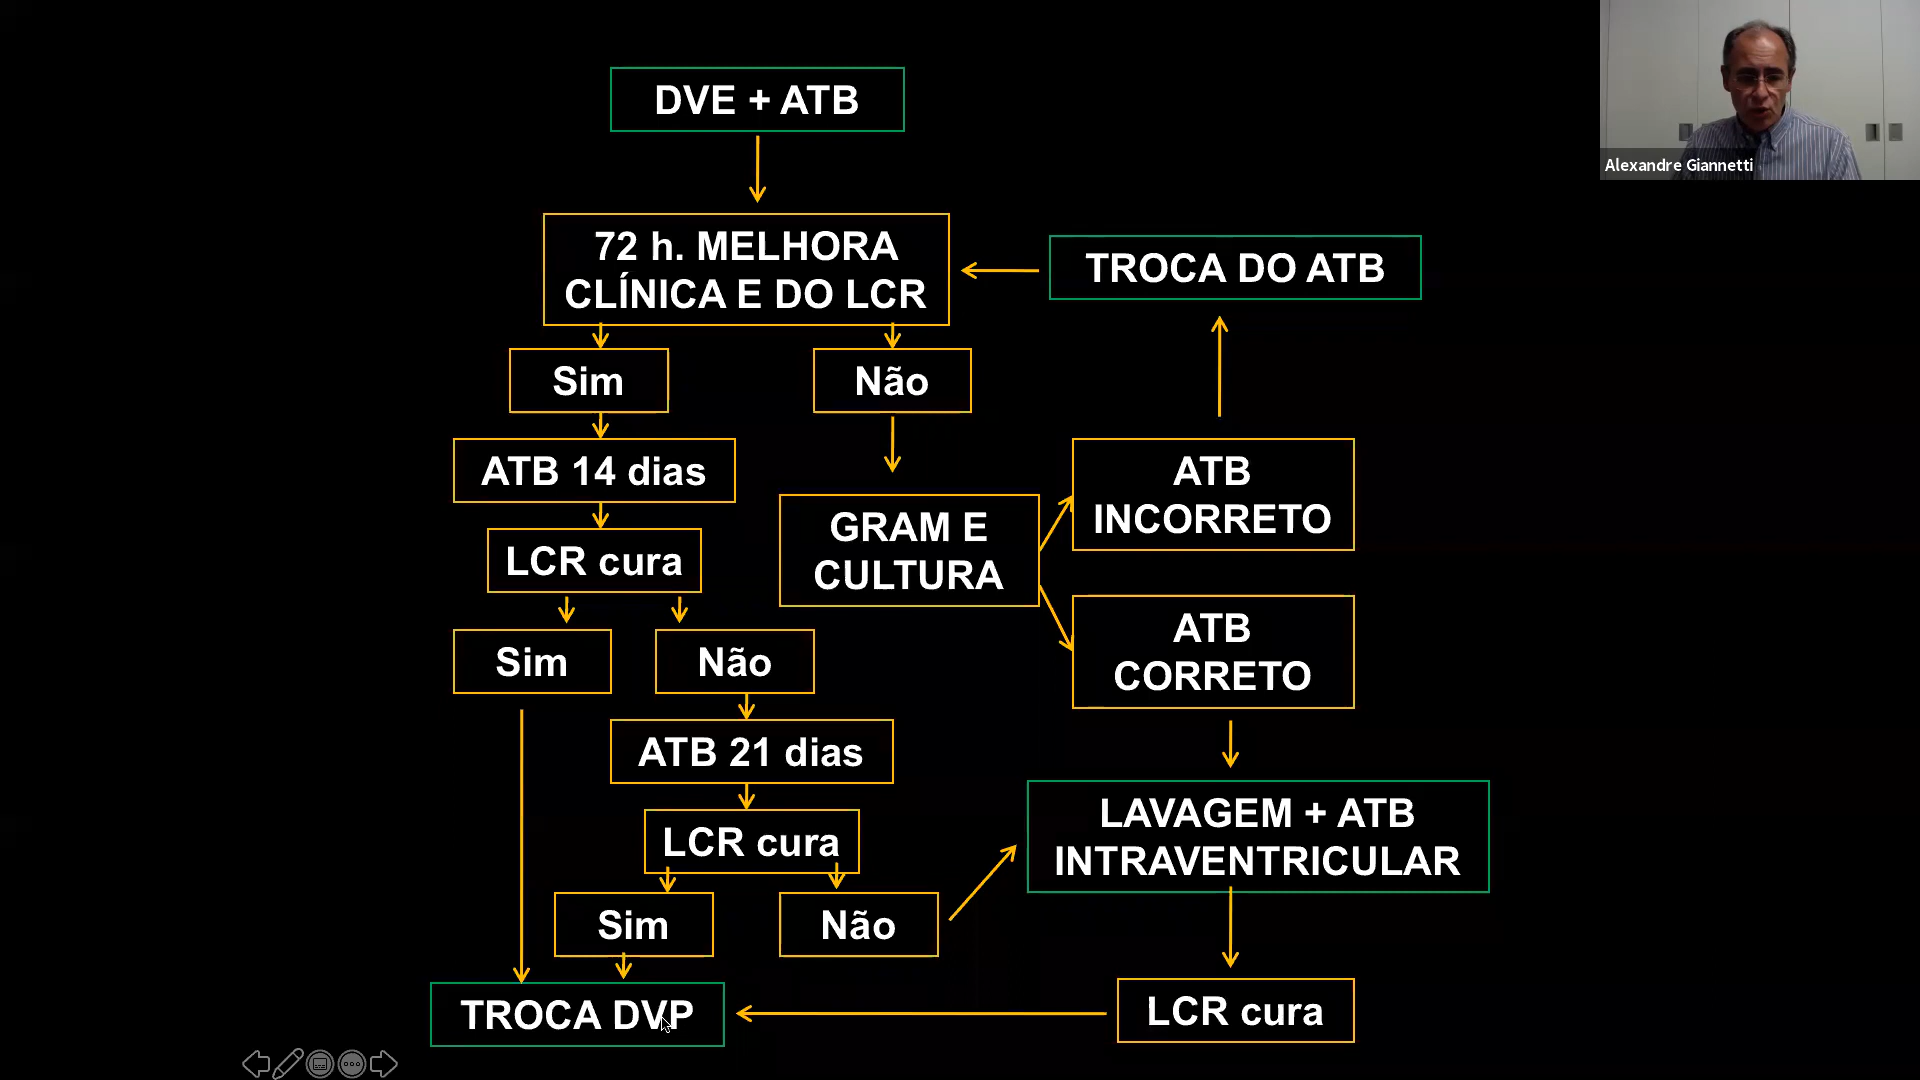 DVE + ATB
Alexandre Giannetti
72 h. MELHORA
CLÍNICA E DO LCR
TROCA DO ATB
Sim
Não
ATB 14 dias
ATB
INCORRETO
LCR cura
GRAM E
CULTURA
Sim
Não
ATB
CORRETO
ATB 21 dias
LCR cura
LAVAGEM + ATB
INTRAVENTRICULAR
Sim
Não
TROCA DVP
LCR cura